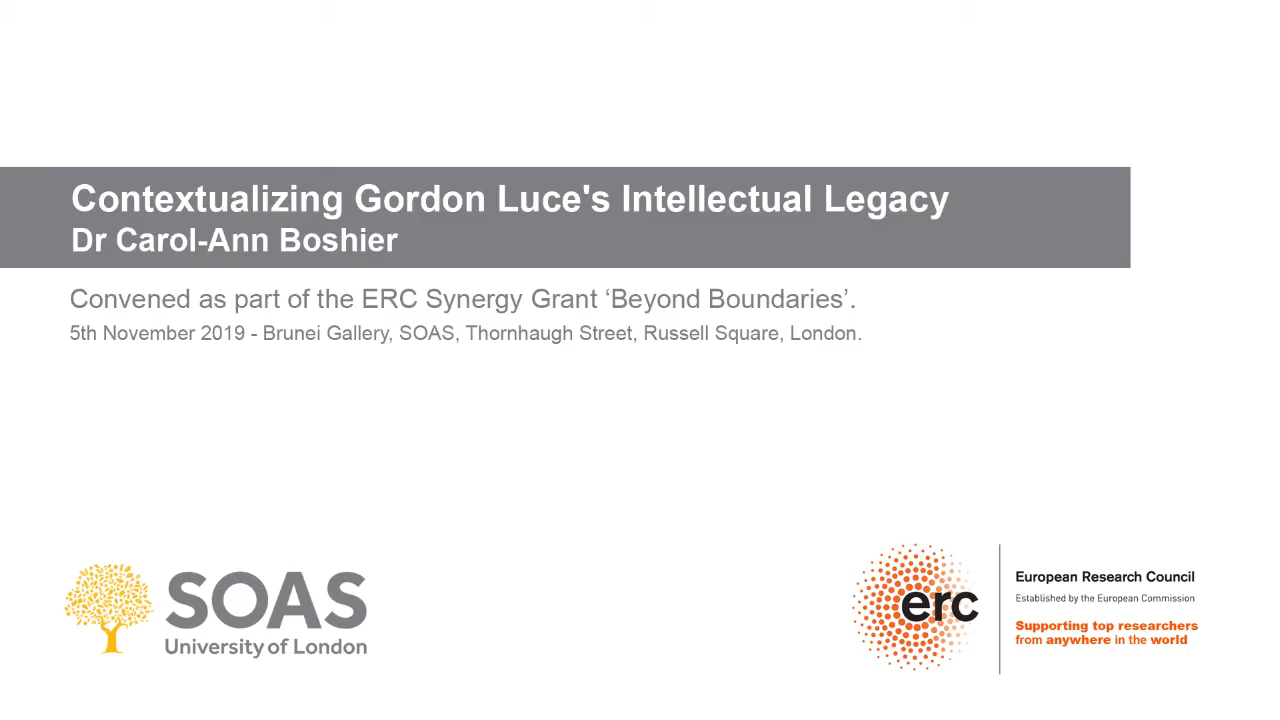 Contextualizing Gordon Luce's Intellectual Legacy
Dr Carol-Ann Boshier
Convened as part of the ERC Synergy Grant ‘Beyond Boundaries’.
5th November 2019 - Brunei Gallery, SOAS, Thornhaugh Street, Russell Square, London.
SOAS
University of London
erc
European Research Council
Established by the European Commission
Supporting top researchers
from anywhere in the world